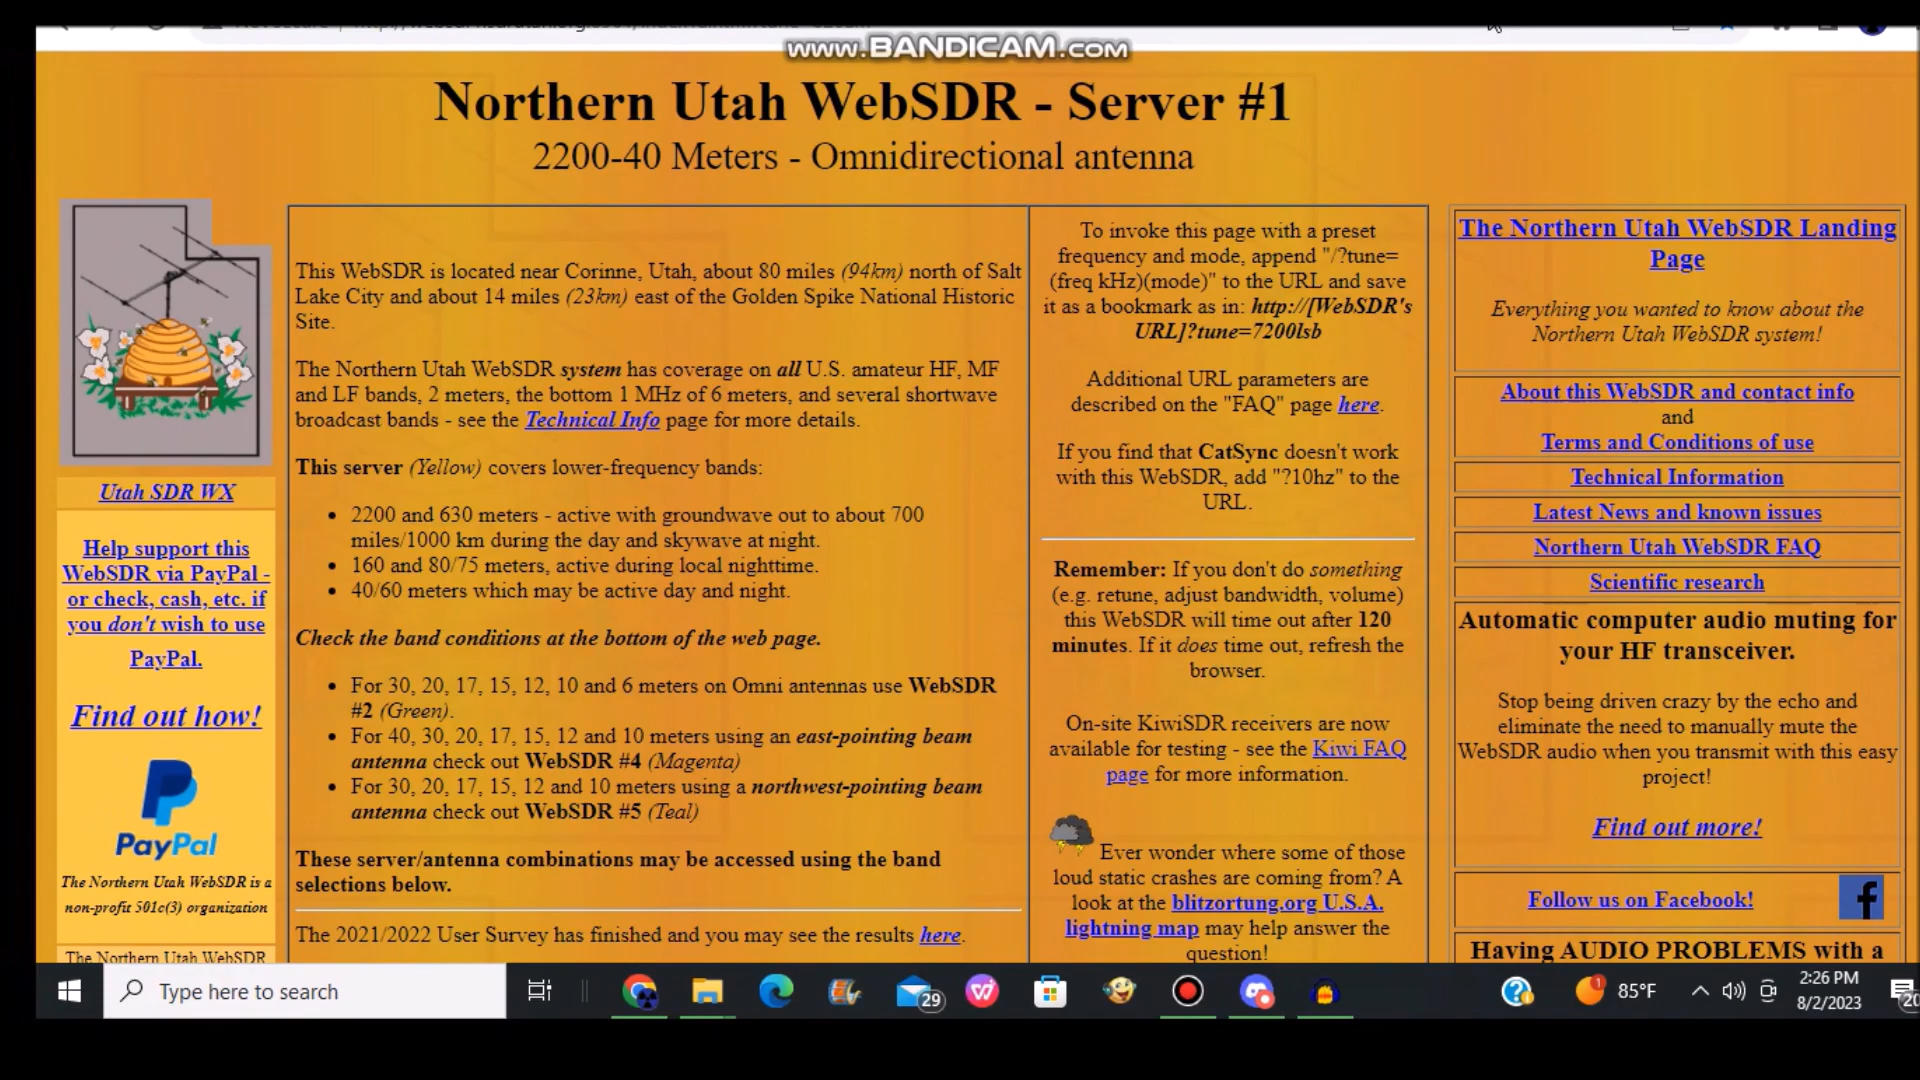 www.BANDICAM.com
Northern Utah WebSDR - Server #1
2200-40 Meters - Omnidirectional antenna
Utah SDR WX
Help support this
WebSDR via PayPal -
or check, cash, etc. if
you don't wish to use
PayPal.
Find out how!
PayPal
The Northern Utah WebSDR is a
non-profit 501c(3) organization
The Northern Utah WebSDR
This WebSDR is located near Corinne, Utah, about 80 miles (94km) north of Salt
Lake City and about 14 miles (23km) east of the Golden Spike National Historic
Site.
The Northern Utah WebSDR system has coverage on all U.S. amateur HF, MF
and LF bands, 2 meters, the bottom 1 MHz of 6 meters, and several shortwave
broadcast bands - see the Technical Info page for more details.
This server (Yellow) covers lower-frequency bands:
• 2200 and 630 meters - active with groundwave out to about 700
miles/1000 km during the day and skywave at night.
• 160 and 80/75 meters, active during local nighttime.
• 40/60 meters which may be active day and night.
Check the band conditions at the bottom of the web page.
• For 30, 20, 17, 15, 12, 10 and 6 meters on Omni antennas use WebSDR
#2 (Green).
• For 40, 30, 20, 17, 15, 12 and 10 meters using an east-pointing beam
antenna check out WebSDR #4 (Magenta)
• For 30, 20, 17, 15, 12 and 10 meters using a northwest-pointing beam
antenna check out WebSDR #5 (Teal)
These server/antenna combinations may be accessed using the band
selections below.
The 2021/2022 User Survey has finished and you may see the results here.
To invoke this page with a preset
frequency and mode, append "/?tune=
(freq kHz)(mode)" to the URL and save
it as a bookmark as in: http://[WebSDR's
URL]?tune=7200lsb
Additional URL parameters are
described on the "FAQ" page here.
If you find that CatSync doesn't work
with this WebSDR, add "?10hz" to the
URL.
Remember: If you don't do something
(e.g. retune, adjust bandwidth, volume)
this WebSDR will time out after 120
minutes. If it does time out, refresh the
browser.
On-site KiwiSDR receivers are now
available for testing - see the Kiwi FAQ
page for more information.
Ever wonder where some of those
loud static crashes are coming from? A
look at the blitzortung.org U.S.A.
lightning map may help answer the
question!
The Northern Utah WebSDR Landing
Page
Everything you wanted to know about the
Northern Utah WebSDR system!
About this WebSDR and contact info
and
Terms and Conditions of use
Technical Information
Latest News and known issues
Northern Utah WebSDR FAQ
Scientific research
Automatic computer audio muting for
your HF transceiver.
Stop being driven crazy by the echo and
eliminate the need to manually mute the
WebSDR audio when you transmit with this easy
project!
Find out more!
Follow us on Facebook!
Having AUDIO PROBLEMS with a
Type here to search
29
1
85°F
2:26 PM
8/2/2023
20